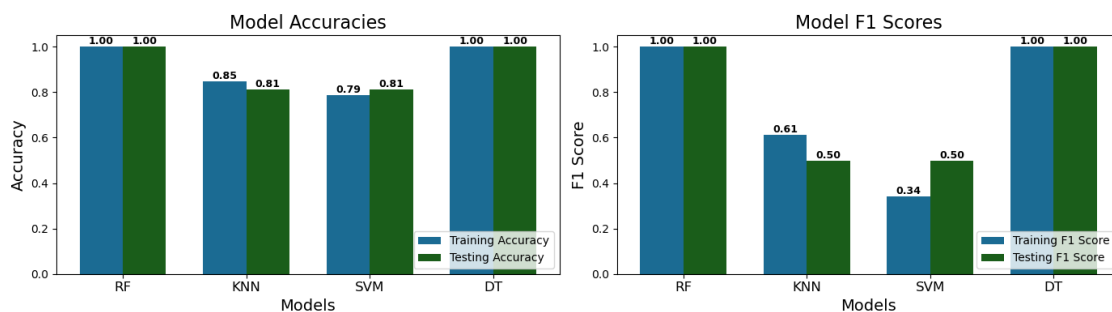 Model Accuracies
1.00 1.00 0.85 0.81 0.79 0.81 1.00 1.00
1.0
0.8
0.6
0.4
0.2
0.0
Accuracy
Training Accuracy
Testing Accuracy
RF KNN SVM DT
Models
Model F1 Scores
1.00 1.00 0.61 0.50 0.34 0.50 1.00 1.00
1.0
0.8
0.6
0.4
0.2
0.0
F1 Score
Training F1 Score
Testing F1 Score
RF KNN SVM DT
Models